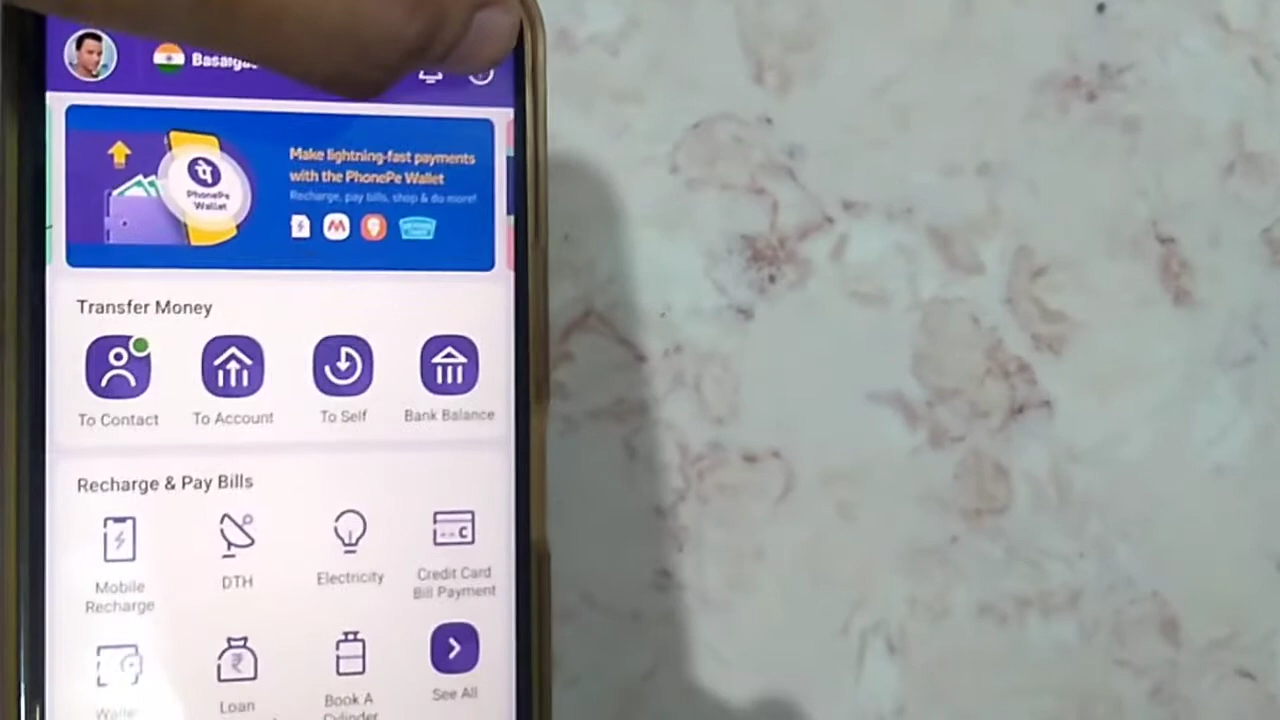 Make lightning-fast payments
with the PhonePe Wallet
Recharge, pay bills, shop & do more!
पे
PhonePe
Wallet
Transfer Money
To Contact
To Account
To Self
Bank Balance
Recharge & Pay Bills
Mobile
Recharge
DTH
Electricity
Credit Card
Bill Payment
Loan
Book A
Cylinder
See All